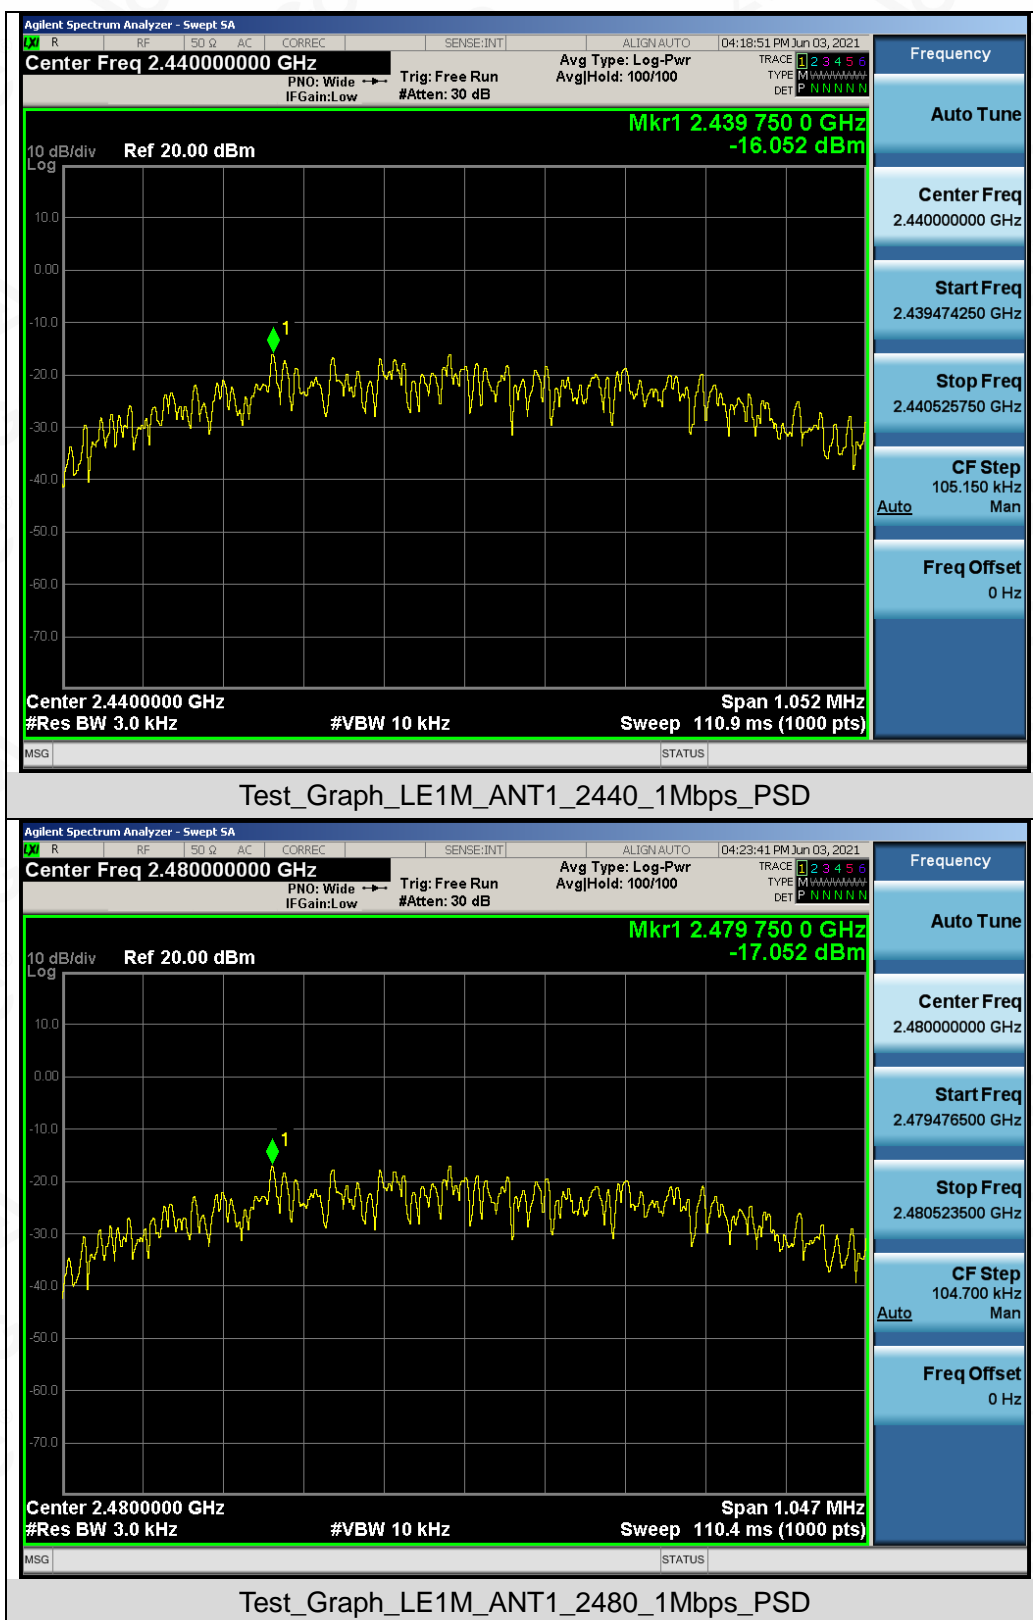 Agilent Spectrum Analyzer - Swept SA
LXI R RF 50 Ω AC CORREC SENSE:INT ALIGNAUTO 04:18:51 PM Jun 03, 2021
Center Freq 2.440000000 GHz
PNO: Wide
IFGain:Low
Trig: Free Run
#Atten: 30 dB
Avg Type: Log-Pwr
Avg|Hold: 100/100
TRACE 1 2 3 4 5 6
TYPE M
DET P N N N N N
Mkr1 2.439 750 0 GHz
-16.052 dBm
10 dB/div Ref 20.00 dBm
Log
10.0
0.00
-10.0
1
-20.0
-30.0
-40.0
-50.0
-60.0
-70.0
Center 2.4400000 GHz Span 1.052 MHz
#Res BW 3.0 kHz #VBW 10 kHz Sweep 110.9 ms (1000 pts)
MSG STATUS
Frequency
Auto Tune
Center Freq
2.440000000 GHz
Start Freq
2.439474250 GHz
Stop Freq
2.440525750 GHz
CF Step
105.150 kHz
Auto Man
Freq Offset
0 Hz
Test_Graph_LE1M_ANT1_2440_1Mbps_PSD
Agilent Spectrum Analyzer - Swept SA
LXI R RF 50 Ω AC CORREC SENSE:INT ALIGNAUTO 04:23:41 PM Jun 03, 2021
Center Freq 2.480000000 GHz
PNO: Wide
IFGain:Low
Trig: Free Run
#Atten: 30 dB
Avg Type: Log-Pwr
Avg|Hold: 100/100
TRACE 1 2 3 4 5 6
TYPE M
DET P N N N N N
Mkr1 2.479 750 0 GHz
-17.052 dBm
10 dB/div Ref 20.00 dBm
Log
10.0
0.00
-10.0
1
-20.0
-30.0
-40.0
-50.0
-60.0
-70.0
Center 2.4800000 GHz Span 1.047 MHz
#Res BW 3.0 kHz #VBW 10 kHz Sweep 110.4 ms (1000 pts)
MSG STATUS
Frequency
Auto Tune
Center Freq
2.480000000 GHz
Start Freq
2.479476500 GHz
Stop Freq
2.480523500 GHz
CF Step
104.700 kHz
Auto Man
Freq Offset
0 Hz
Test_Graph_LE1M_ANT1_2480_1Mbps_PSD